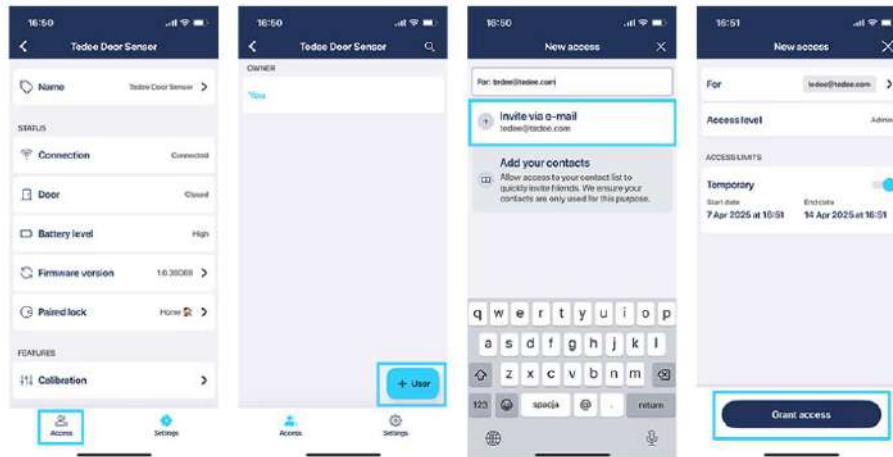 16:50
Tedee Door Sensor
Name
Tedee Door Sensor
STATUS
Connection
Connected
Door
Closed
Battery level
High
Firmware version
Paired lock
Home
FEATURES
Calibration
Access
Settings
16:50
Tedee Door Sensor
OWNER
You
+ User
Access
Settings
16:50
New access
For: tedee@tedee.com
Invite via e-mail
tedee@tedee.com
Add your contacts
Allow access to your contact list to
quickly invite friends. We ensure your
contacts are only used for this purpose.
q w e r t y u i o p
a s d f g h j k l
z x c v b n m
123 spacja @ . return
16:51
New access
For
tedee@tedee.com
Access level
Admin
ACCESS LIMITS
Temporary
Start date
End date
7 Apr 2025 at 16:51
14 Apr 2025 at 16:51
Grant access